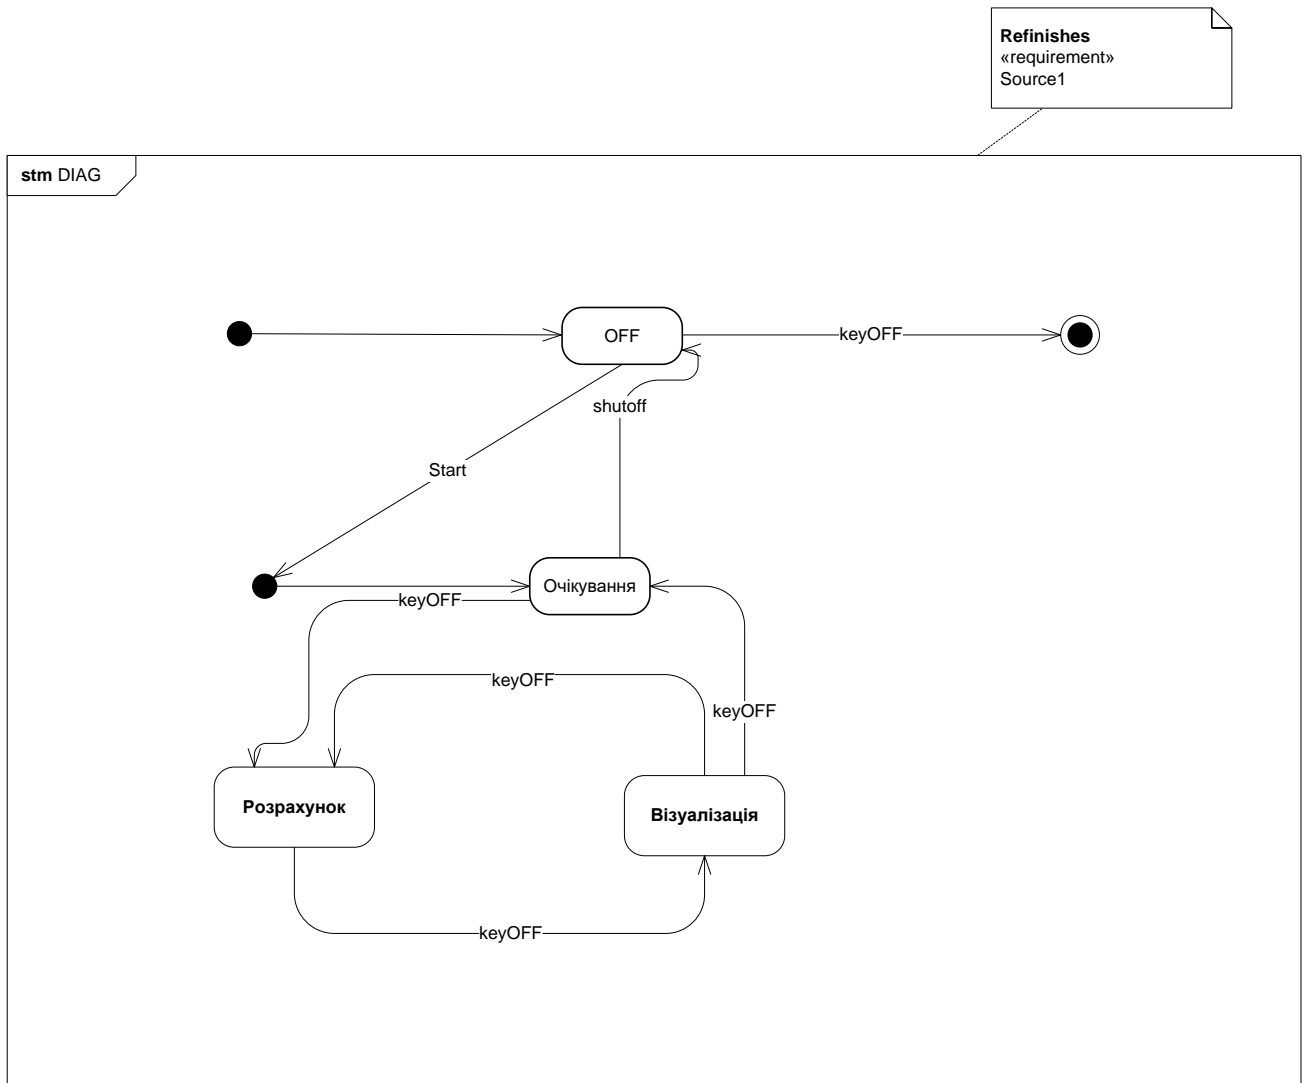 Refinishes
«requirement»
Source1
stm DIAG
OFF
keyOFF
shutoff
Start
Очікування
keyOFF
keyOFF
keyOFF
Розрахунок
Візуалізація
keyOFF